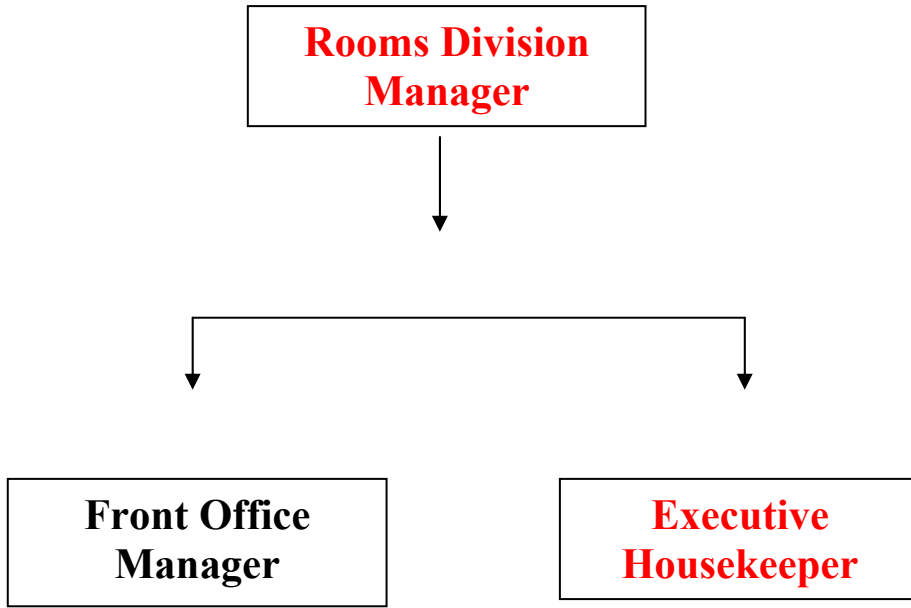 Rooms Division
Manager
Front Office
Manager
Executive
Housekeeper